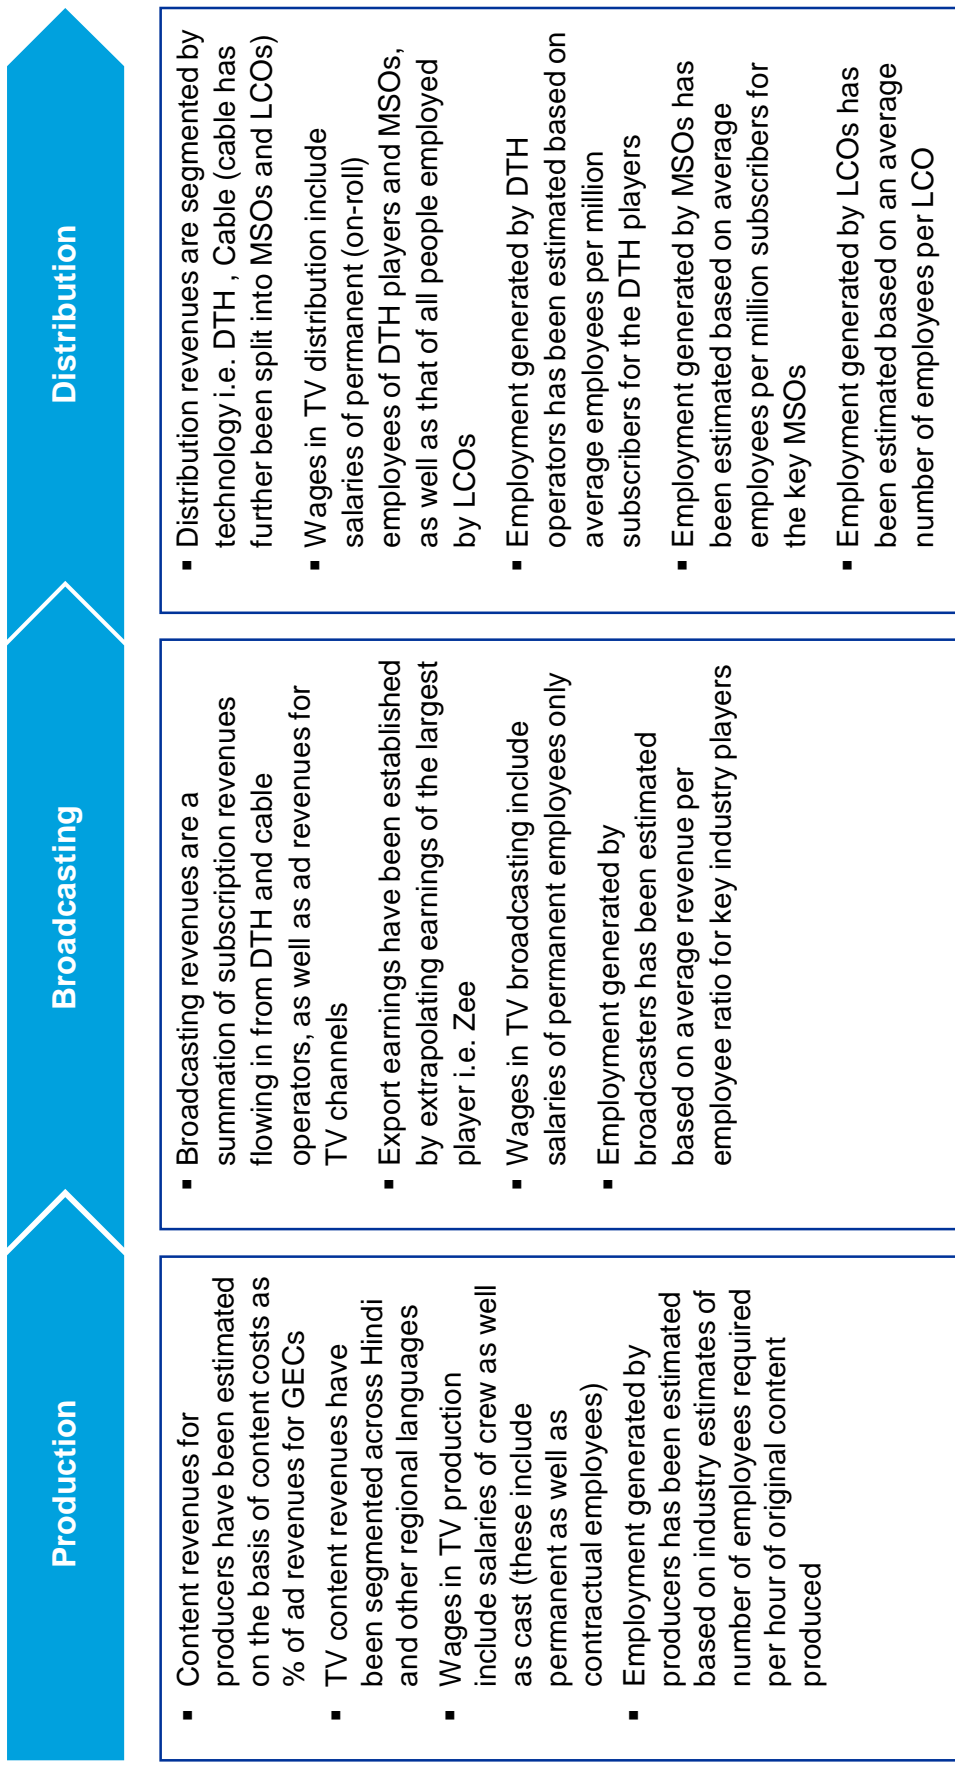 Production
Broadcasting
Distribution
▪ Content revenues for
producers have been estimated
on the basis of content costs as
% of ad revenues for GECs
▪ TV content revenues have
been segmented across Hindi
and other regional languages
▪ Wages in TV production
include salaries of crew as well
as cast (these include
permanent as well as
contractual employees)
▪ Employment generated by
producers has been estimated
based on industry estimates of
number of employees required
per hour of original content
produced
▪ Broadcasting revenues are a
summation of subscription revenues
flowing in from DTH and cable
operators, as well as ad revenues for
TV channels
▪ Export earnings have been established
by extrapolating earnings of the largest
player i.e. Zee
▪ Wages in TV broadcasting include
salaries of permanent employees only
▪ Employment generated by
broadcasters has been estimated
based on average revenue per
employee ratio for key industry players
▪ Distribution revenues are segmented by
technology i.e. DTH , Cable (cable has
further been split into MSOs and LCOs)
▪ Wages in TV distribution include
salaries of permanent (on-roll)
employees of DTH players and MSOs,
as well as that of all people employed
by LCOs
▪ Employment generated by DTH
operators has been estimated based on
average employees per million
subscribers for the DTH players
▪ Employment generated by MSOs has
been estimated based on average
employees per million subscribers for
the key MSOs
▪ Employment generated by LCOs has
been estimated based on an average
number of employees per LCO